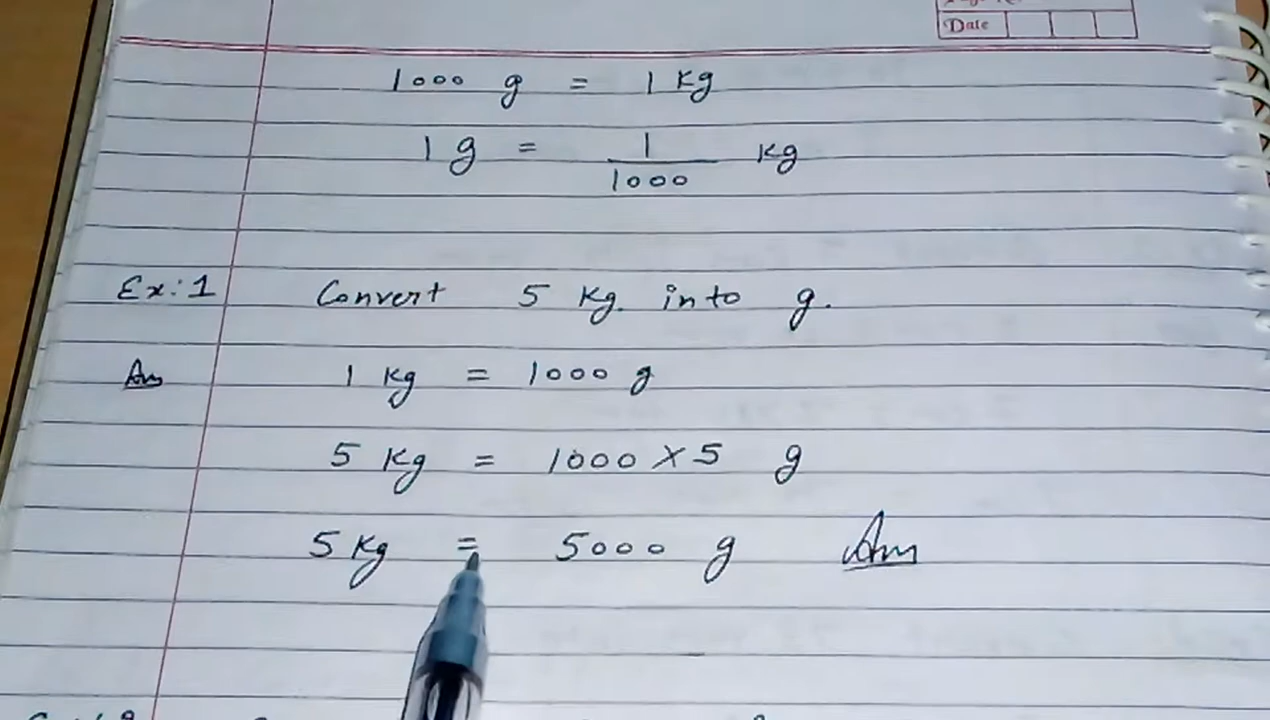 Date
1000 g = 1 Kg
1 g = 1/1000 Kg
Ex:1 Convert 5 Kg. into g.
Ans 1 Kg = 1000 g
5 Kg = 1000 X 5 g
5 Kg = 5000 g Ans